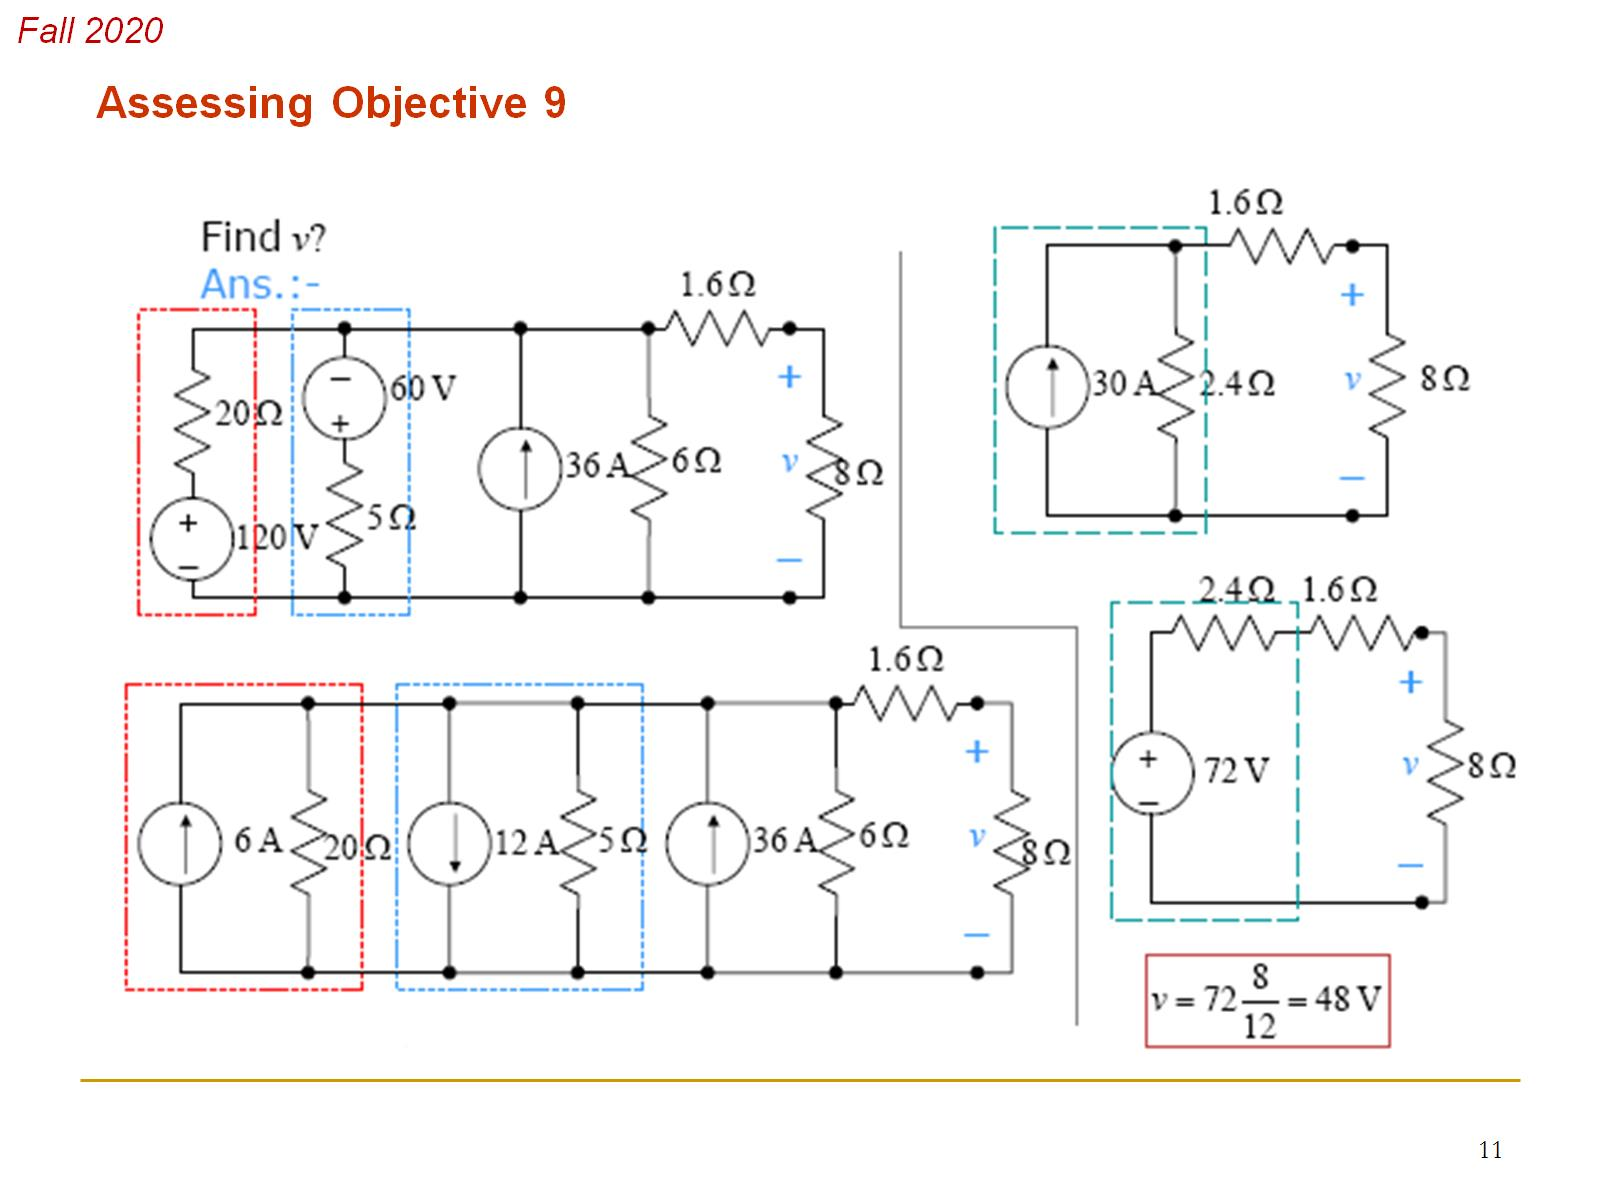 Fall 2020
Assessing Objective 9
Find v?
Ans.:-
1.6Ω
20Ω
− +
60 V
+ −
120 V
5Ω
36 A
6Ω
+ v −
8Ω
1.6Ω
6 A
20Ω
12 A
5Ω
36 A
6Ω
+ v −
8Ω
1.6Ω
30 A
2.4Ω
+ v −
8Ω
2.4Ω 1.6Ω
+ −
72 V
+ v −
8Ω
v = 72 8/12 = 48 V
11